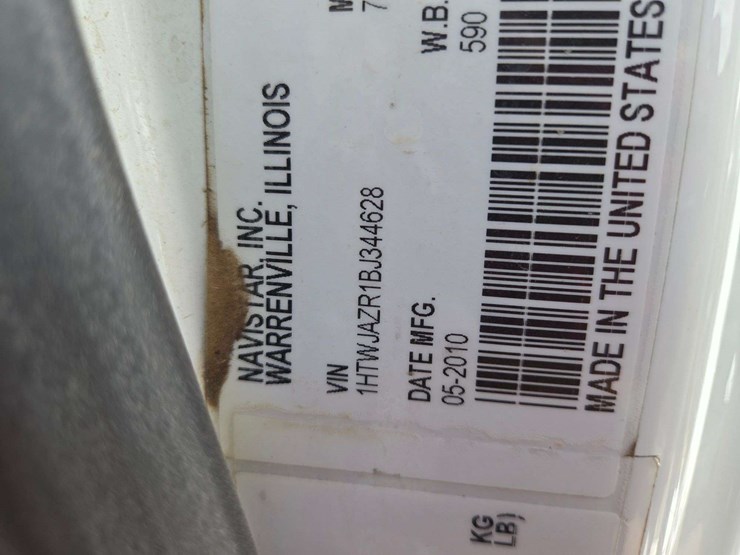 NAVISTAR, INC.
WARRENVILLE, ILLINOIS
VIN
1HTWJAZR1BJ344628
DATE MFG.
05-2010
W.B.
590
MADE IN THE UNITED STATES
KG
LB)